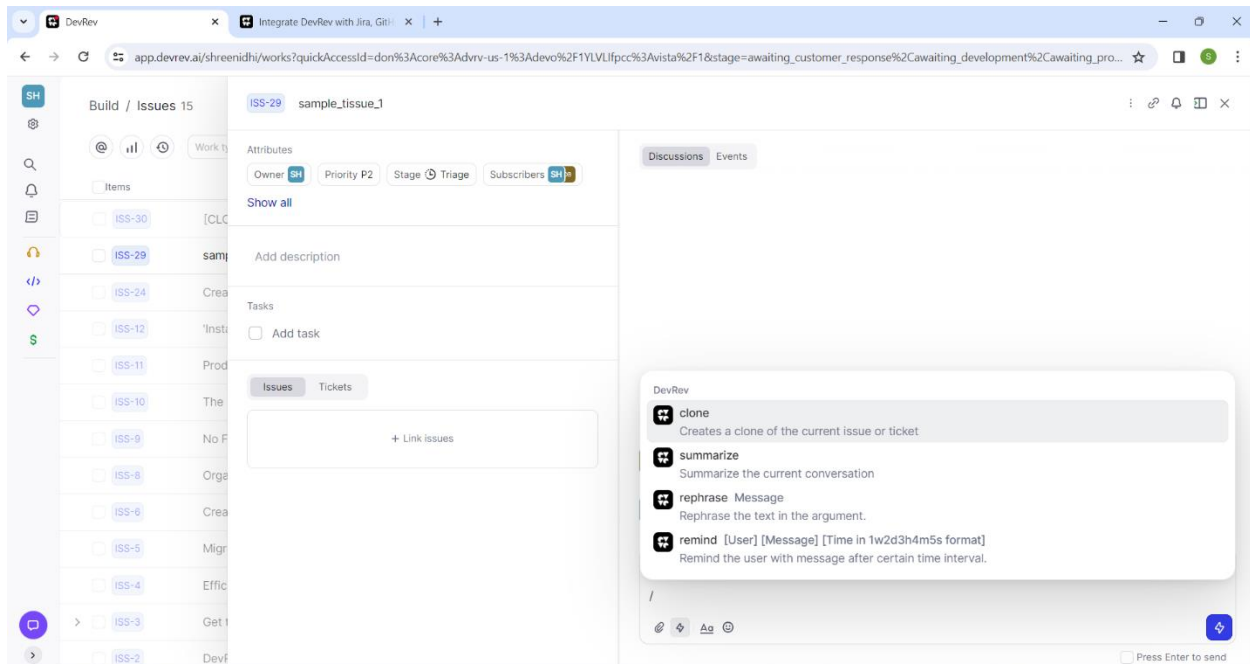 DevRev
Integrate DevRev with Jira, GitH
app.devrev.ai/shreenidhi/works?quickAccessId=don%3Acore%3Advrv-us-1%3Adevo%2F1YLVLIfpcc%3Avista%2F1&stage=awaiting_customer_response%2Cawaiting_development%2Cawaiting_pro...
S
SH
Build / Issues 15
ISS-29 sample_tissue_1
Work ty
Attributes
Discussions Events
Owner SH Priority P2 Stage Triage Subscribers SH
Items
Show all
ISS-30 [CLO
ISS-29 samp
Add description
ISS-24 Crea
Tasks
ISS-12 'Insta
Add task
ISS-11 Prod
Issues Tickets
DevRev
ISS-10 The
clone
Creates a clone of the current issue or ticket
ISS-9 No F
+ Link issues
summarize
Summarize the current conversation
ISS-8 Orga
rephrase Message
Rephrase the text in the argument.
ISS-6 Crea
remind [User] [Message] [Time in 1w2d3h4m5s format]
Remind the user with message after certain time interval.
ISS-5 Migr
ISS-4 Effic
/
ISS-3 Get t
Aa
ISS-2 DevR
Press Enter to send